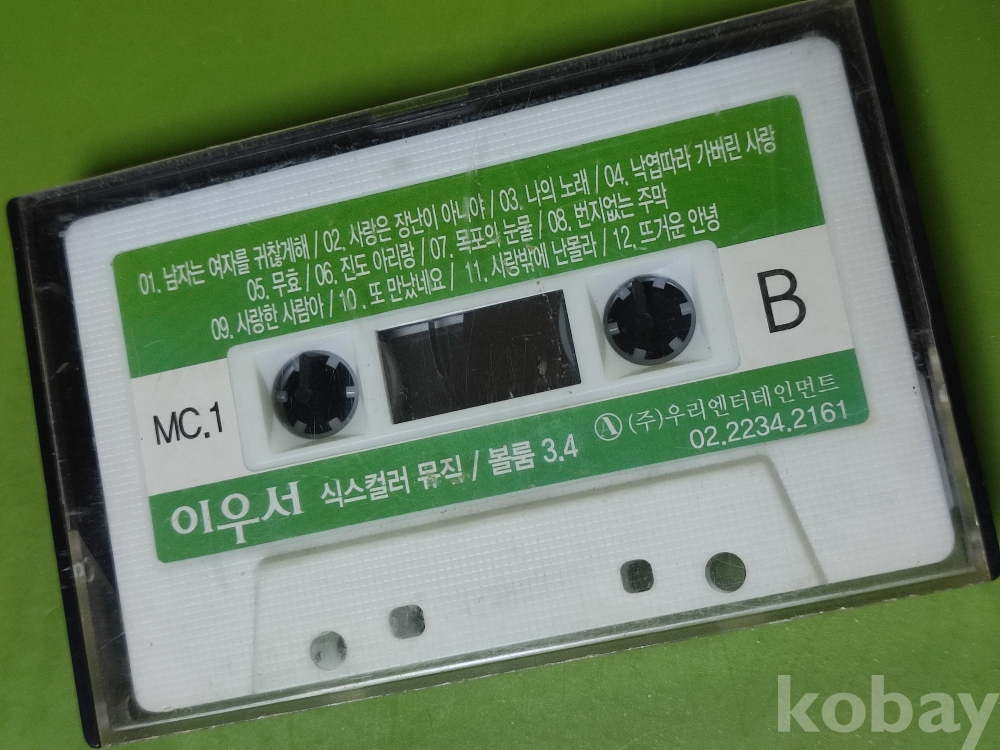 01. 남자는 여자를 귀찮게해 / 02. 사랑은 장난이 아니야 / 03. 나의 노래 / 04. 낙엽따라 가버린 사랑
05. 무효 / 06. 진도 아리랑 / 07. 목포의 눈물 / 08. 번지없는 주막
09. 사랑한 사람아 / 10. 또 만났네요 / 11. 사랑밖에 난몰라 / 12. 뜨거운 안녕
B
MC.1
Ⓐ (주)우리엔터테인먼트
02.2234.2161
이우서 식스컬러 뮤직 / 볼륨 3.4
kobay